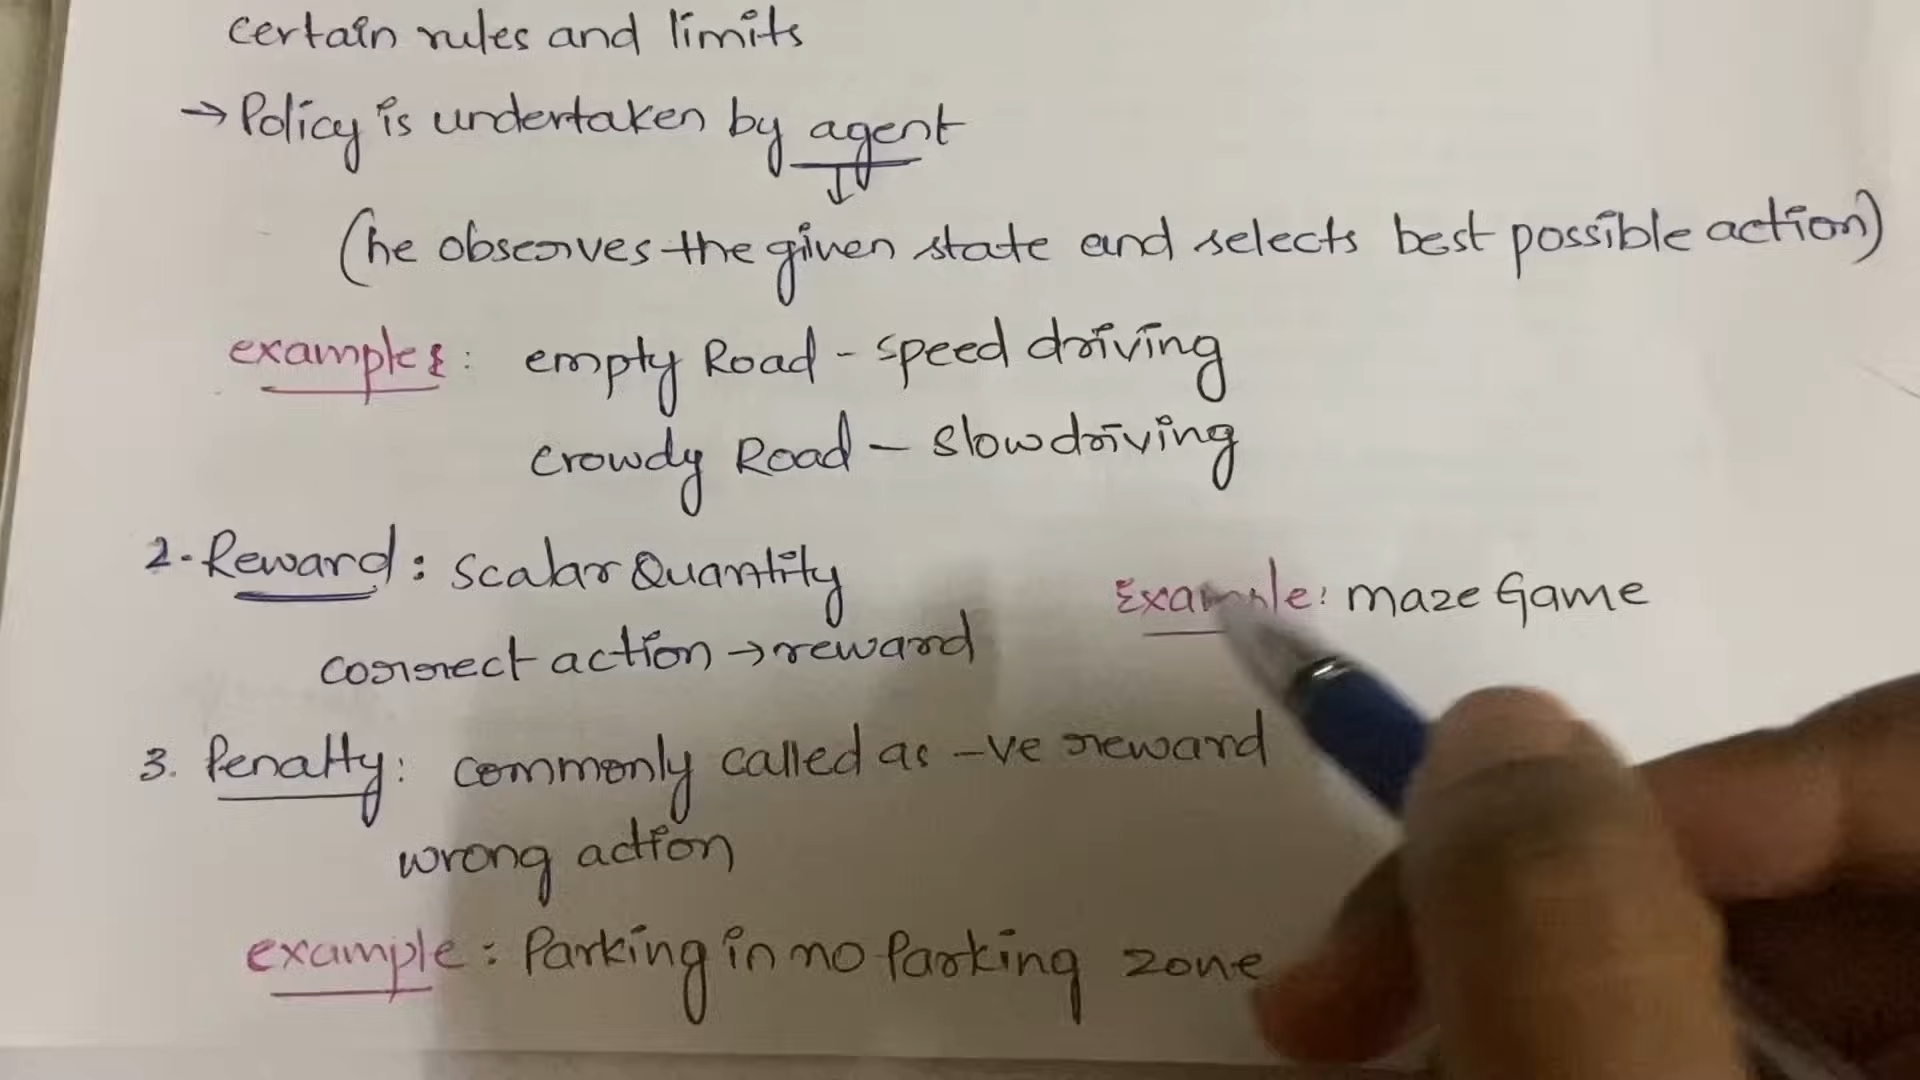 certain rules and limits
→ Policy is undertaken by agent
(he observes the given state and selects best possible action)
examples: empty Road - speed driving
crowdy Road - slow driving
2. Reward: Scalar Quantity
correct action → reward
Example: maze Game
3. Penalty: commonly called as -ve reward
wrong action
example: Parking in no Parking zone